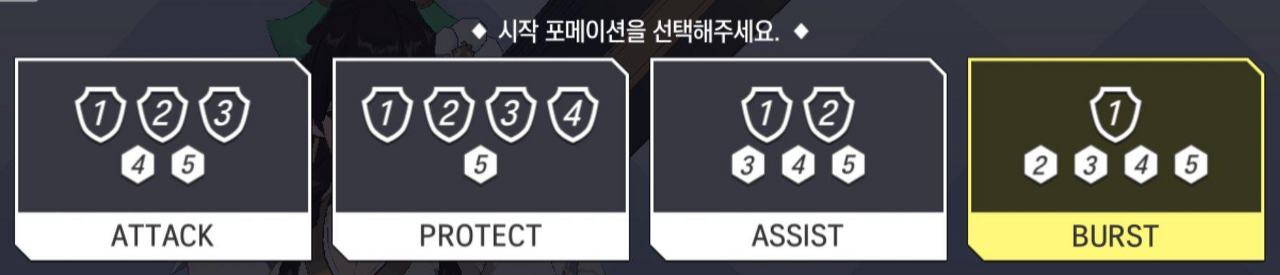 ◆ 시작 포메이션을 선택해주세요. ◆
1 2 3
4 5
ATTACK
1 2 3 4
5
PROTECT
1 2
3 4 5
ASSIST
1
2 3 4 5
BURST